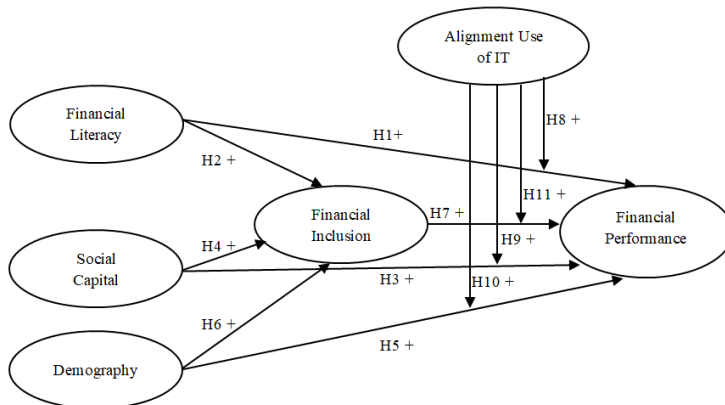 Alignment Use
of IT
Financial
Literacy
H1+
H8 +
H2 +
H11 +
Financial
Inclusion
H7 +
Financial
Performance
H9 +
H4 +
Social
Capital
H3 +
H10 +
H6 +
H5 +
Demography